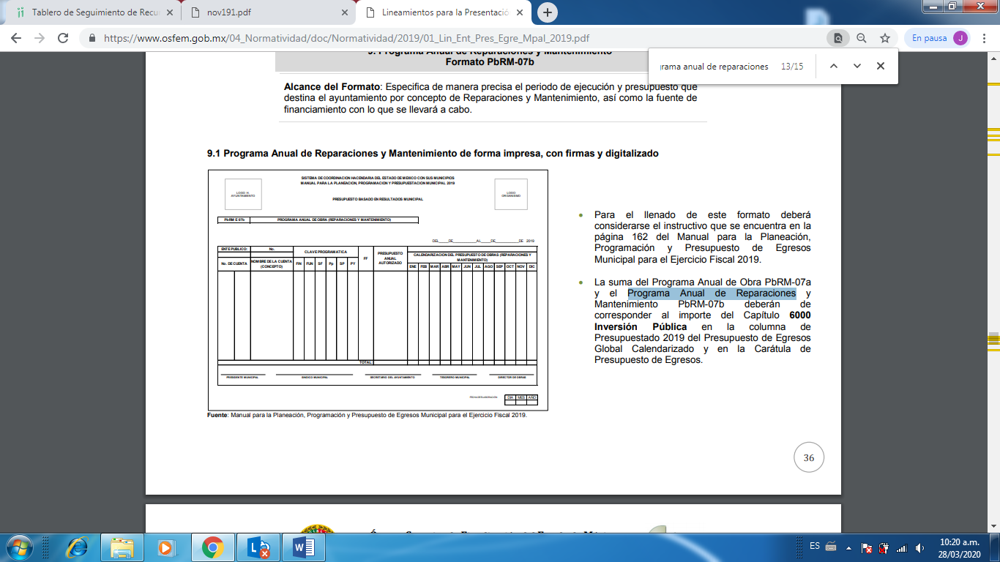 Tablero de Seguimiento de Recu
nov191.pdf
Lineamientos para la Presentació
https://www.osfem.gob.mx/04_Normatividad/doc/Normatividad/2019/01_Lin_Ent_Pres_Egre_Mpal_2019.pdf
En pausa
J
rama anual de reparaciones 13/15
Formato PbRM-07b
Alcance del Formato: Especifica de manera precisa el periodo de ejecución y presupuesto que
destina el ayuntamiento por concepto de Reparaciones y Mantenimiento, así como la fuente de
financiamiento con lo que se llevará a cabo.
9.1 Programa Anual de Reparaciones y Mantenimiento de forma impresa, con firmas y digitalizado
LOGO H.
AYUNTAMIENTO
SISTEMA DE COORDINACION HACENDARIA DEL ESTADO DE MEXICO CON SUS MUNICIPIOS
MANUAL PARA LA PLANEACION, PROGRAMACION Y PRESUPUESTACION MUNICIPAL 2019
PRESUPUESTO BASADO EN RESULTADOS MUNICIPAL
LOGO
ORGANISMO
PbRM E 07b PROGRAMA ANUAL DE OBRA (REPARACIONES Y MANTENIMIENTO)
DEL_____DE____________AL_____DE____________DE 2019
ENTE PUBLICO: No.
CLAVE PROGRAMATICA
FF
PRESUPUESTO
ANUAL
AUTORIZADO
CALENDARIZACION DEL PRESUPUESTO DE OBRAS (REPARACIONES Y
MANTENIMIENTO)
No. DE CUENTA
NOMBRE DE LA CUENTA
(CONCEPTO)
FIN FUN SF Pp SP PY
ENE FEB MAR ABR MAY JUN JUL AGO SEP OCT NOV DIC
TOTAL:
PRESIDENTE MUNICIPAL SINDICO MUNICIPAL SECRETARIO DEL AYUNTAMIENTO TESORERO MUNICIPAL DIRECTOR DE OBRAS
FECHA DE ELABORACIÓN: DIA MES AÑO
Fuente: Manual para la Planeación, Programación y Presupuesto de Egresos Municipal para el Ejercicio Fiscal 2019.
• Para el llenado de este formato deberá
considerarse el instructivo que se encuentra en la
página 162 del Manual para la Planeación,
Programación y Presupuesto de Egresos
Municipal para el Ejercicio Fiscal 2019.
• La suma del Programa Anual de Obra PbRM-07a
y el Programa Anual de Reparaciones y
Mantenimiento PbRM-07b deberán de
corresponder al importe del Capítulo 6000
Inversión Pública en la columna de
Presupuestado 2019 del Presupuesto de Egresos
Global Calendarizado y en la Carátula de
Presupuesto de Egresos.
36
ES
10:20 a.m.
28/03/2020